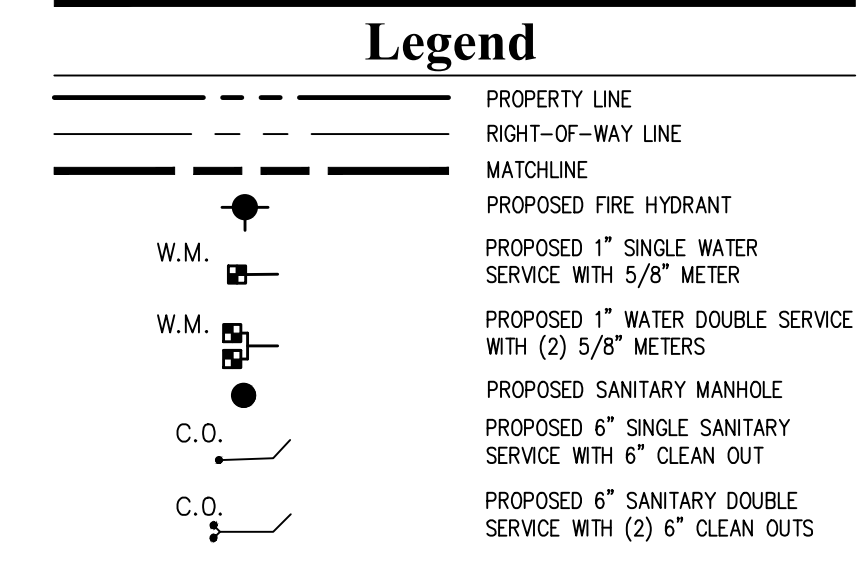 Legend
PROPERTY LINE
RIGHT-OF-WAY LINE
MATCHLINE
PROPOSED FIRE HYDRANT
W.M.
PROPOSED 1" SINGLE WATER
SERVICE WITH 5/8" METER
W.M.
PROPOSED 1" WATER DOUBLE SERVICE
WITH (2) 5/8" METERS
PROPOSED SANITARY MANHOLE
C.O.
PROPOSED 6" SINGLE SANITARY
SERVICE WITH 6" CLEAN OUT
C.O.
PROPOSED 6" SANITARY DOUBLE
SERVICE WITH (2) 6" CLEAN OUTS